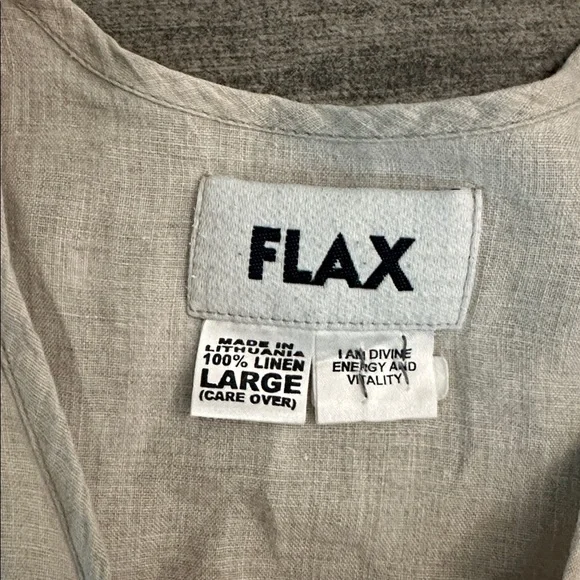 FLAX
MADE IN
LITHUANIA
100% LINEN
LARGE
(CARE OVER)
I AM DIVINE
ENERGY AND
VITALITY